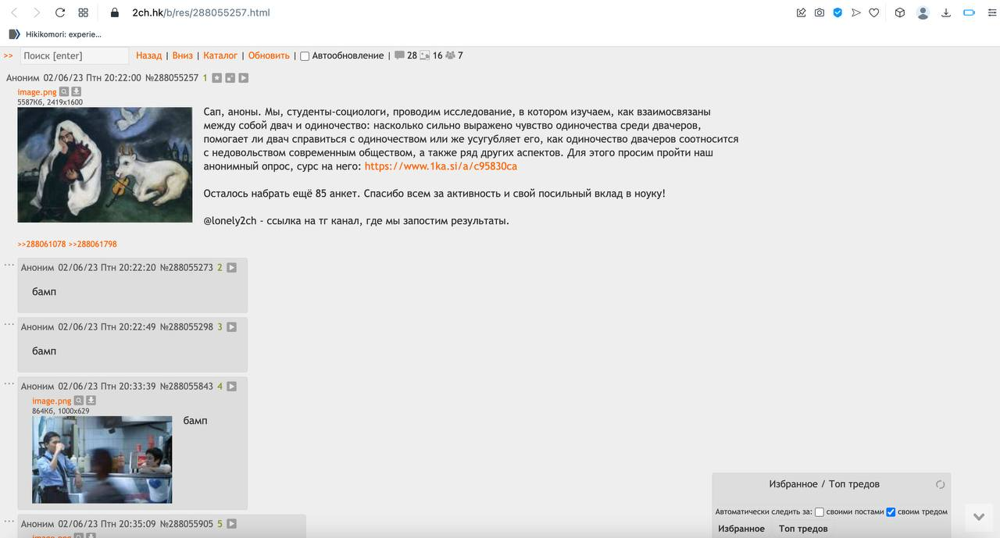 2ch.hk/b/res/288055257.html
Hikikomori: experie...
>> Поиск [enter] Назад | Вниз | Каталог | Обновить | Автообновление | 28 16 7
Аноним 02/06/23 Птн 20:22:00 №288055257 1
image.png
5587Кб, 2419x1600
Сап, аноны. Мы, студенты-социологи, проводим исследование, в котором изучаем, как взаимосвязаны
между собой двач и одиночество: насколько сильно выражено чувство одиночества среди двачеров,
помогает ли двач справиться с одиночеством или же усугубляет его, как одиночество двачеров соотносится
с недовольством современным обществом, а также ряд других аспектов. Для этого просим пройти наш
анонимный опрос, сурс на него: https://www.1ka.si/a/c95830ca
Осталось набрать ещё 85 анкет. Спасибо всем за активность и свой посильный вклад в ноуку!
@lonely2ch - ссылка на тг канал, где мы запостим результаты.
>>288061078 >>288061798
Аноним 02/06/23 Птн 20:22:20 №288055273 2
бамп
Аноним 02/06/23 Птн 20:22:49 №288055298 3
бамп
Аноним 02/06/23 Птн 20:33:39 №288055843 4
image.png
864Кб, 1000x629
бамп
Аноним 02/06/23 Птн 20:35:09 №288055905 5
image.png
Избранное / Топ тредов
Автоматически следить за: своими постами своим тредом
Избранное Топ тредов